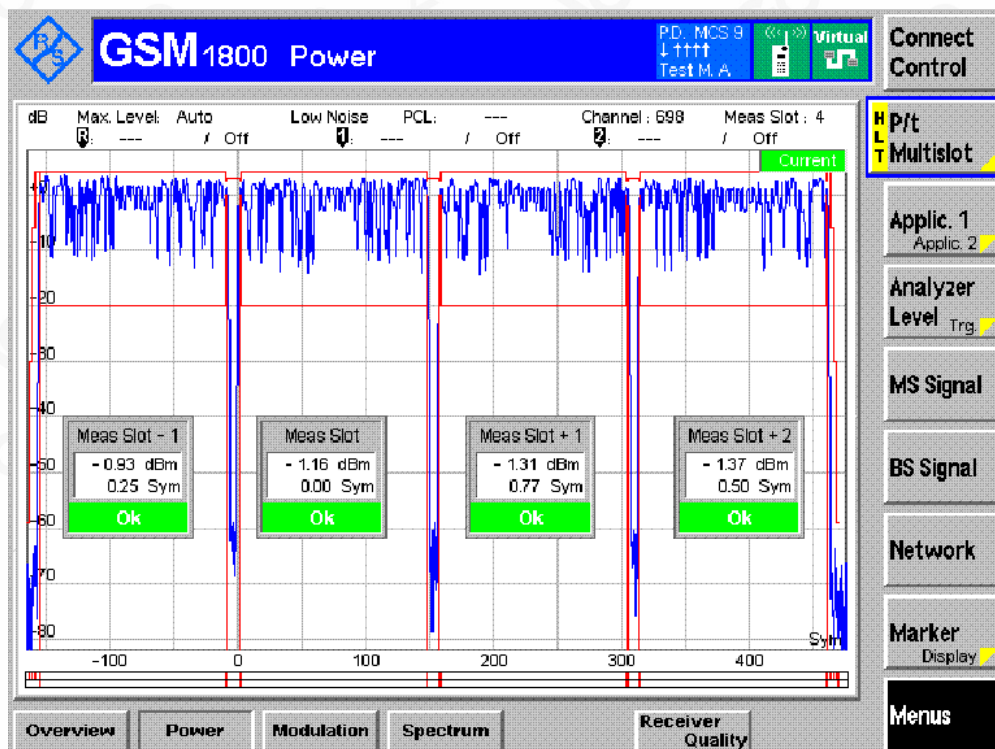 R/S
GSM 1800 Power
P.D. MCS 9
↓ ↑↑↑↑
Test M. A
Virtual
Connect Control
dB Max. Level: Auto Low Noise PCL: --- Channel : 698 Meas Slot : 4
R: --- / Off 1: --- / Off 2: --- / Off
Current
-10
-20
-30
-40
-50
-60
-70
-80
Meas Slot - 1
- 0.93 dBm
0.25 Sym
Ok
Meas Slot
- 1.16 dBm
0.00 Sym
Ok
Meas Slot + 1
- 1.31 dBm
0.77 Sym
Ok
Meas Slot + 2
- 1.37 dBm
0.50 Sym
Ok
Sym
-100 0 100 200 300 400
HLT
P/t
Multislot
Applic. 1
Applic. 2
Analyzer
Level Trg.
MS Signal
BS Signal
Network
Marker
Display
Menus
Overview Power Modulation Spectrum Receiver Quality